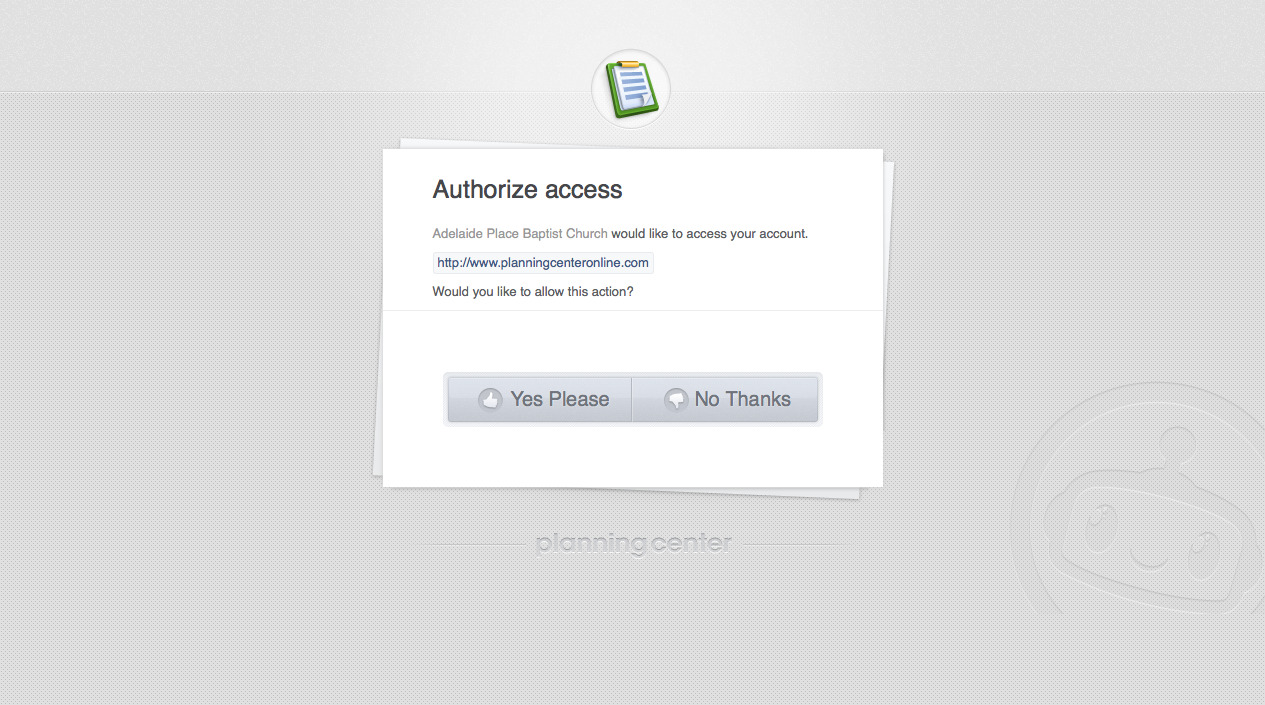 Authorize access
Adelaide Place Baptist Church would like to access your account.
http://www.planningcenteronline.com
Would you like to allow this action?
Yes Please No Thanks
planning center